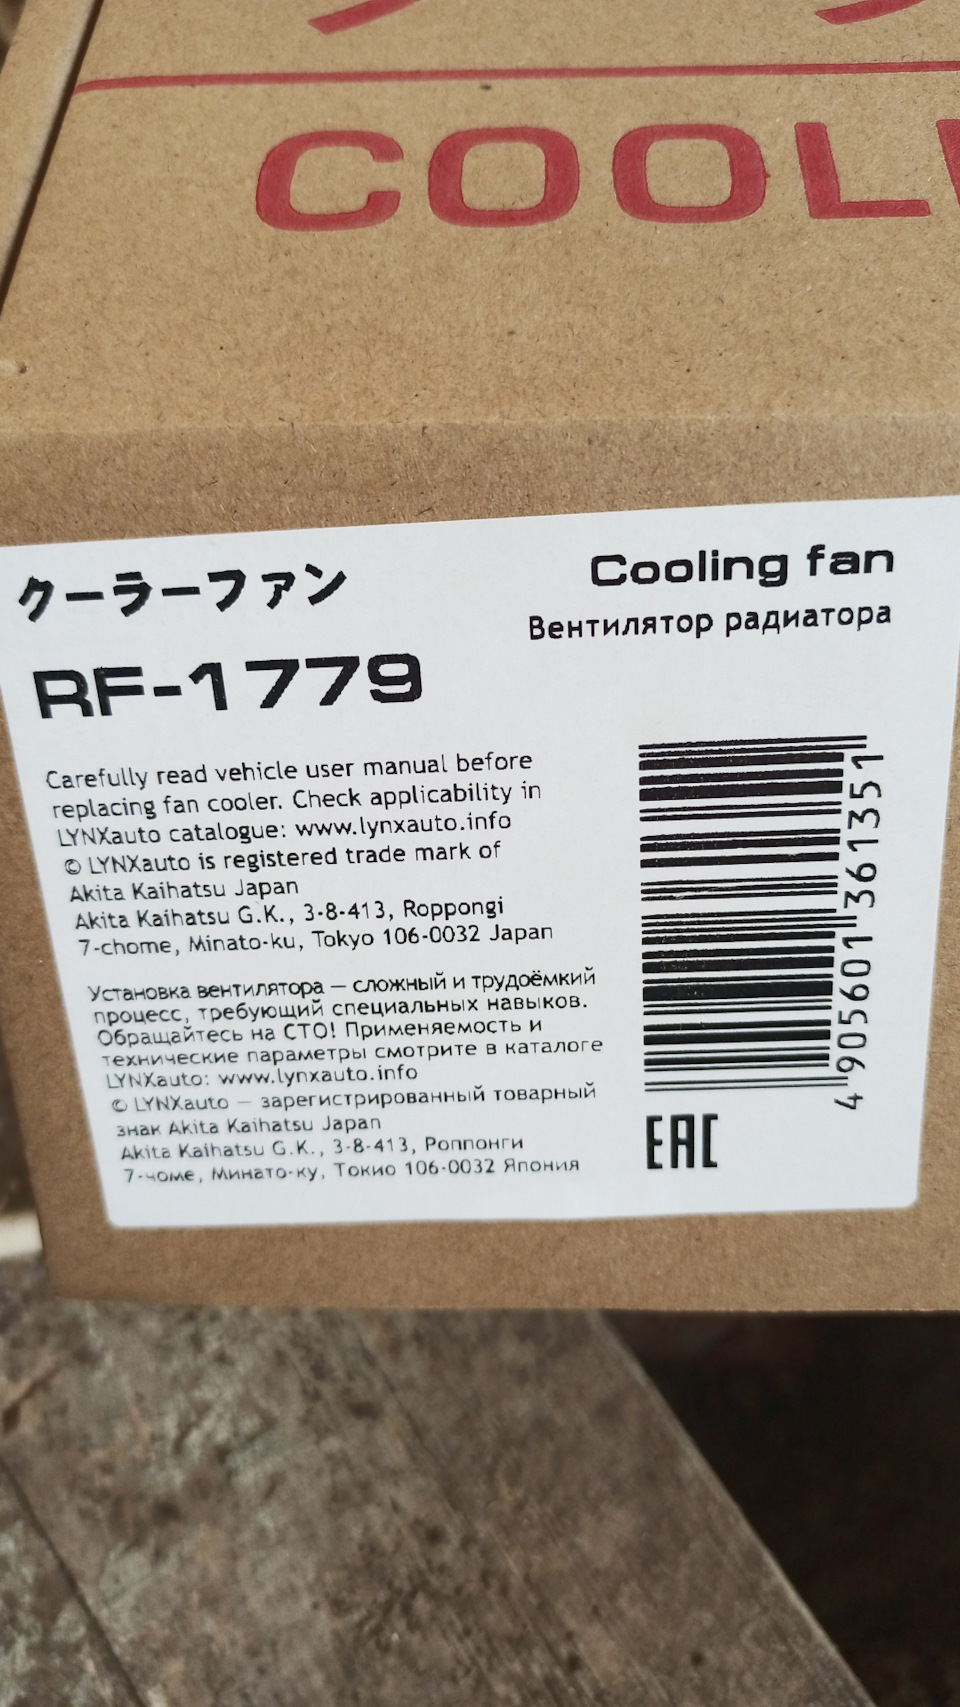 COOL
クーラーファン
Cooling fan
Вентилятор радиатора
RF-1779
Carefully read vehicle user manual before
replacing fan cooler. Check applicability in
LYNXauto catalogue: www.lynxauto.info
© LYNXauto is registered trade mark of
Akita Kaihatsu Japan
Akita Kaihatsu G.K., 3-8-413, Roppongi
7-chome, Minato-ku, Tokyo 106-0032 Japan
Установка вентилятора — сложный и трудоёмкий
процесс, требующий специальных навыков.
Обращайтесь на СТО! Применяемость и
технические параметры смотрите в каталоге
LYNXauto: www.lynxauto.info
© LYNXauto — зарегистрированный товарный
знак Akita Kaihatsu Japan
Akita Kaihatsu G.K., 3-8-413, Роппонги
7-чоме, Минато-ку, Токио 106-0032 Япония
4 905601 361351
EAC